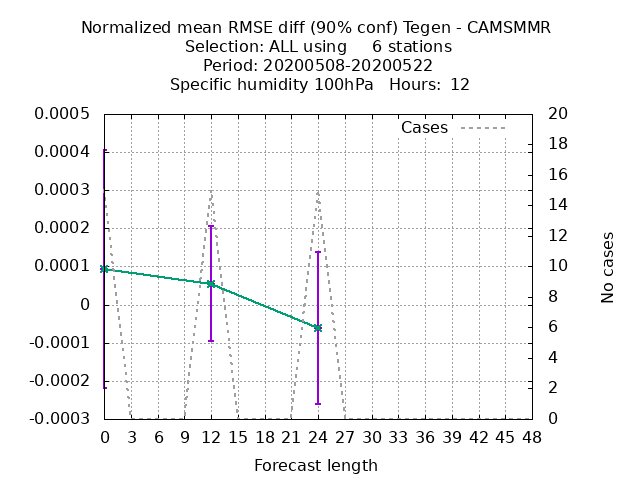 Normalized mean RMSE diff (90% conf) Tegen - CAMSMMR
Selection: ALL using     6 stations
Period: 20200508-20200522
Specific humidity 100hPa   Hours:  12
Cases
0.0005
0.0004
0.0003
0.0002
0.0001
0
-0.0001
-0.0002
-0.0003
20
18
16
14
12
10
8
6
4
2
0
No cases
0 3 6 9 12 15 18 21 24 27 30 33 36 39 42 45 48
Forecast length